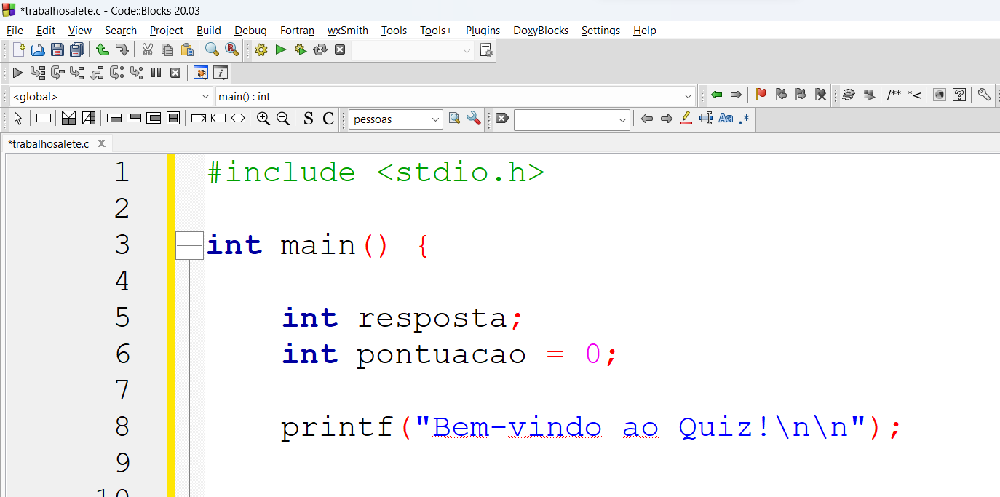 *trabalhosalete.c - Code::Blocks 20.03
File Edit View Search Project Build Debug Fortran wxSmith Tools Tools+ Plugins DoxyBlocks Settings Help
<global> main() : int /** *<
S C pessoas Aa .*
*trabalhosalete.c
1 #include <stdio.h>
2
3 int main() {
4
5 int resposta;
6 int pontuacao = 0;
7
8 printf("Bem-vindo ao Quiz!\n\n");
9
10